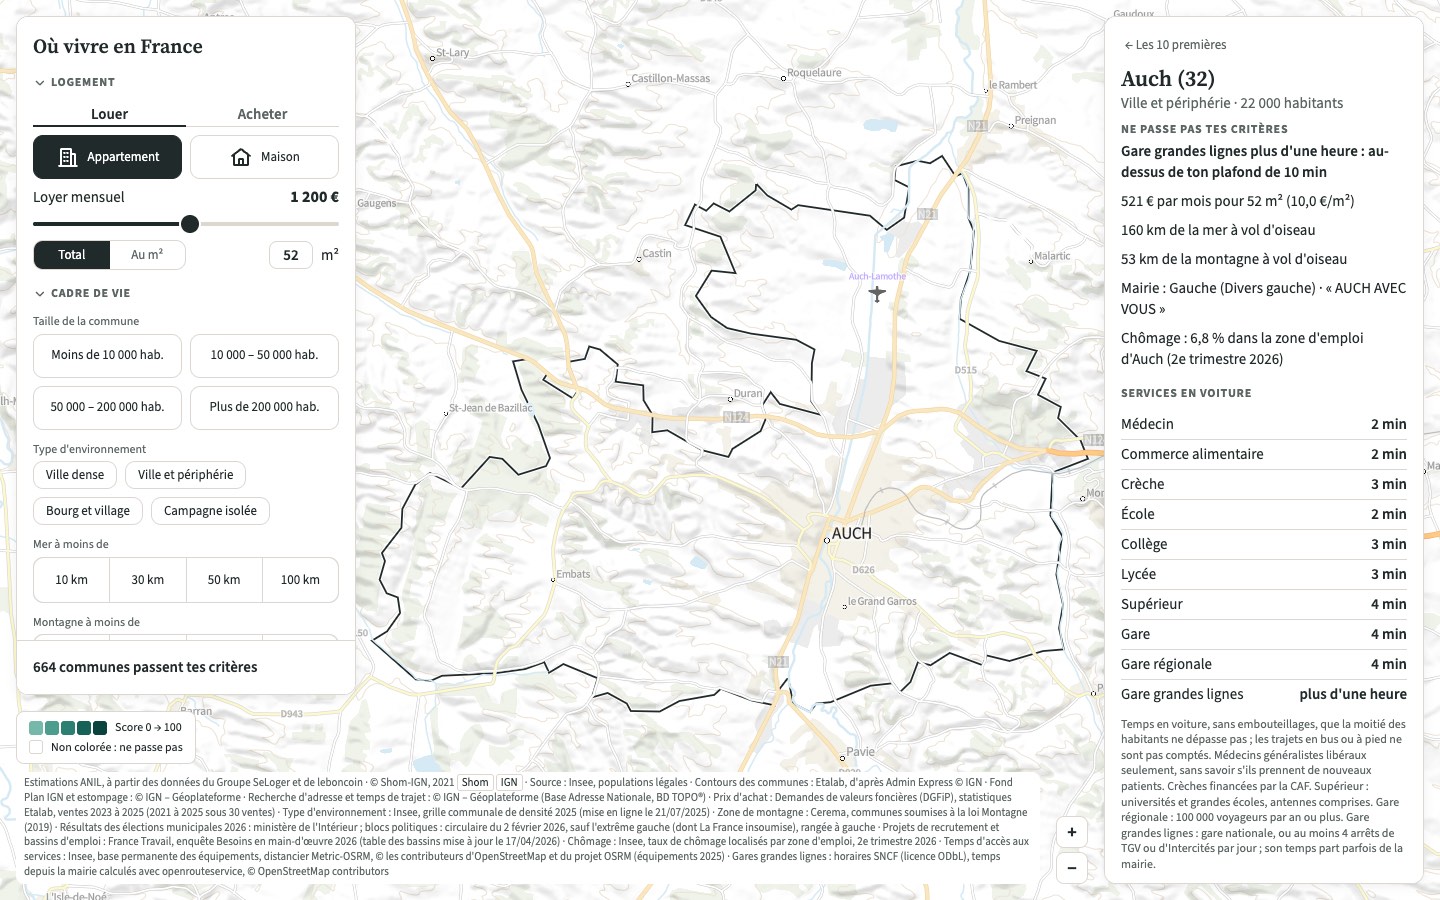 Où vivre en France
LOGEMENT
Louer
Acheter
Appartement
Maison
Loyer mensuel
1 200 €
Total
Au m²
52
m²
CADRE DE VIE
Taille de la commune
Moins de 10 000 hab.
10 000 – 50 000 hab.
50 000 – 200 000 hab.
Plus de 200 000 hab.
Type d'environnement
Ville dense
Ville et périphérie
Bourg et village
Campagne isolée
Mer à moins de
10 km
30 km
50 km
100 km
Montagne à moins de
664 communes passent tes critères
Score 0 → 100
Non colorée : ne passe pas
St-Lary
Castillon-Massas
Roquelaure
Gaudoux
le Rambert
N21
Preignan
Gaugens
N21
Castin
Malartic
Auch-Lamothe
D515
St-Jean de Bazillac
Duran
N124
AUCH
Embats
D626
le Grand Garros
N21
D943
Pavie
L'Isle-de-Noé
← Les 10 premières
Auch (32)
Ville et périphérie · 22 000 habitants
NE PASSE PAS TES CRITÈRES
Gare grandes lignes plus d'une heure : au-
dessus de ton plafond de 10 min
521 € par mois pour 52 m² (10,0 €/m²)
160 km de la mer à vol d'oiseau
53 km de la montagne à vol d'oiseau
Mairie : Gauche (Divers gauche) · « AUCH AVEC
VOUS »
Chômage : 6,8 % dans la zone d'emploi
d'Auch (2e trimestre 2026)
SERVICES EN VOITURE
Médecin 2 min
Commerce alimentaire 2 min
Crèche 3 min
École 2 min
Collège 3 min
Lycée 3 min
Supérieur 4 min
Gare 4 min
Gare régionale 4 min
Gare grandes lignes plus d'une heure
Temps en voiture, sans embouteillages, que la moitié des
habitants ne dépasse pas ; les trajets en bus ou à pied ne
sont pas comptés. Médecins généralistes libéraux
seulement, sans savoir s'ils prennent de nouveaux
patients. Crèches financées par la CAF. Supérieur :
universités et grandes écoles, antennes comprises. Gare
régionale : 100 000 voyageurs par an ou plus. Gare
grandes lignes : gare nationale, ou au moins 4 arrêts de
TGV ou d'Intercités par jour ; son temps part parfois de la
mairie.
Estimations ANIL, à partir des données du Groupe SeLoger et de leboncoin · © Shom-IGN, 2021 Shom IGN · Source : Insee, populations légales · Contours des communes : Etalab, d'après Admin Express © IGN · Fond
Plan IGN et estompage : © IGN – Géoplateforme · Recherche d'adresse et temps de trajet : © IGN – Géoplateforme (Base Adresse Nationale, BD TOPO®) · Prix d'achat : Demandes de valeurs foncières (DGFiP), statistiques
Etalab, ventes 2023 à 2025 (2021 à 2025 sous 30 ventes) · Type d'environnement : Insee, grille communale de densité 2025 (mise en ligne le 21/07/2025) · Zone de montagne : Cerema, communes soumises à la loi Montagne
(2019) · Résultats des élections municipales 2026 : ministère de l'Intérieur ; blocs politiques : circulaire du 2 février 2026, sauf l'extrême gauche (dont La France insoumise), rangée à gauche · Projets de recrutement et
bassins d'emploi : France Travail, enquête Besoins en main-d'œuvre 2026 (table des bassins mise à jour le 17/04/2026) · Chômage : Insee, taux de chômage localisés par zone d'emploi, 2e trimestre 2026 · Temps d'accès aux
services : Insee, base permanente des équipements, distancier Metric-OSRM, © les contributeurs d'OpenStreetMap et du projet OSRM (équipements 2025) · Gares grandes lignes : horaires SNCF (licence ODbL), temps
depuis la mairie calculés avec openrouteservice, © OpenStreetMap contributors
+
−